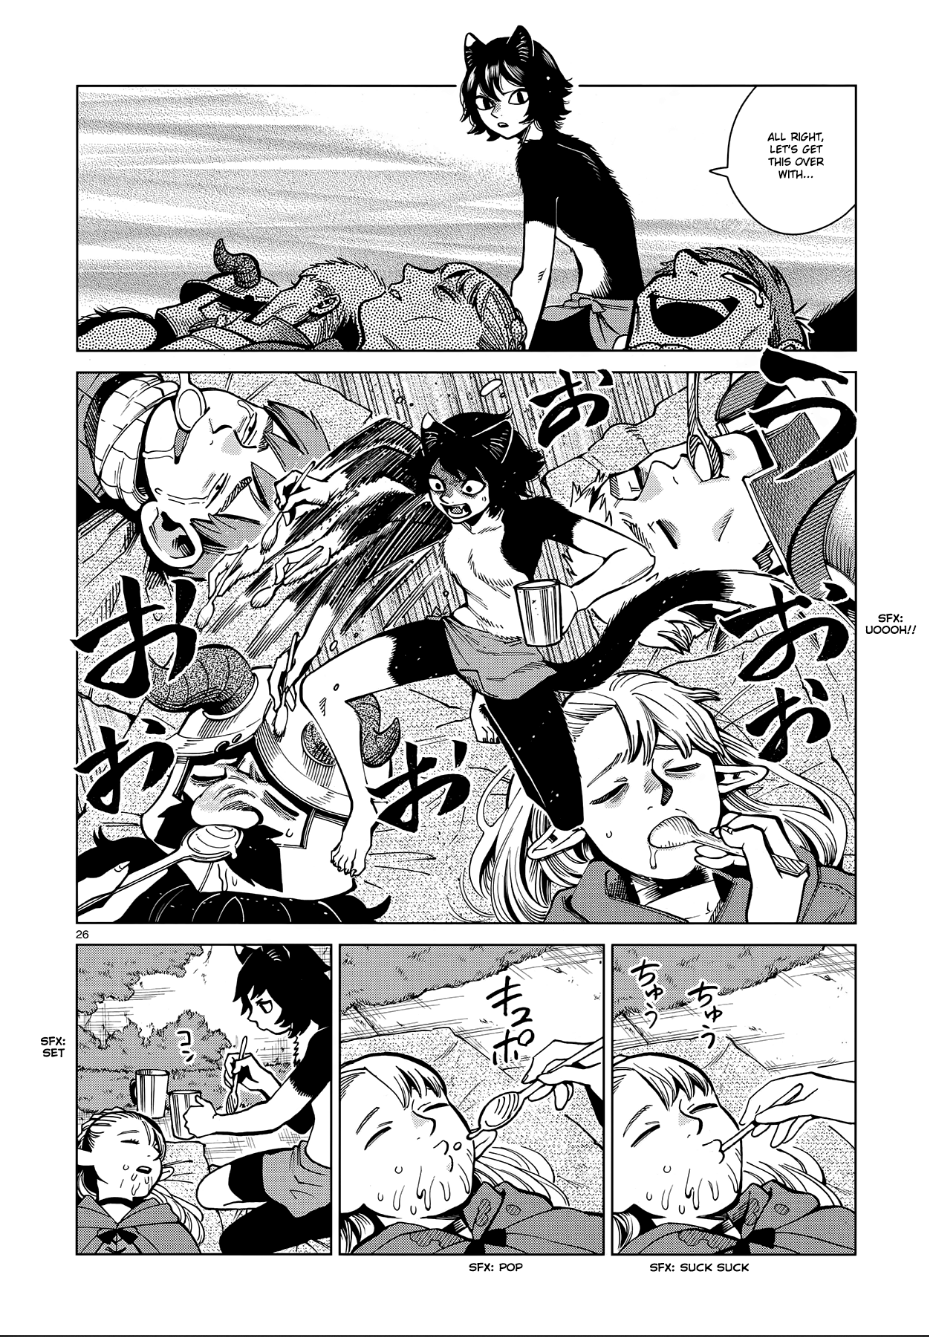 ALL RIGHT,
LET'S GET
THIS OVER
WITH...
う
お
おお
おお
お
SFX:
UOOOH!!
26
ちゅう
ちゅう
キュポ
コン
SFX:
SET
SFX: POP
SFX: SUCK SUCK